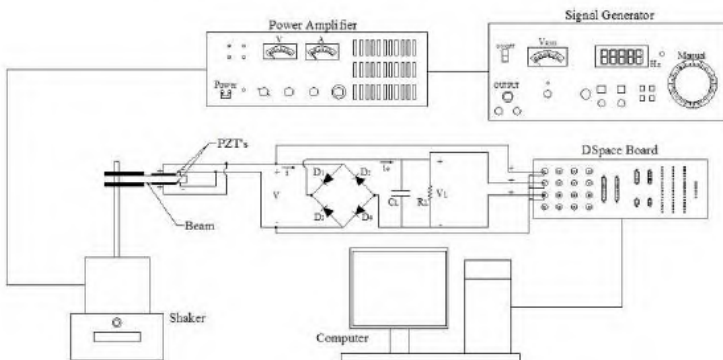 Power Amplifier
Signal Generator
V
A
Power
OUTPUT
Hz
Manual
DSpace Board
PZT's
Beam
i
V
D1
D2
D3
D4
CL
RL
VL
Shaker
Computer